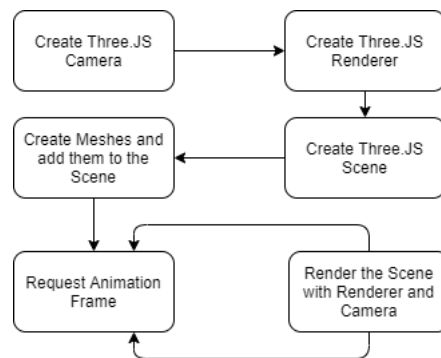 Create Three.JS
Camera
Create Three.JS
Renderer
Create Meshes and
add them to the
Scene
Create Three.JS
Scene
Request Animation
Frame
Render the Scene
with Renderer and
Camera